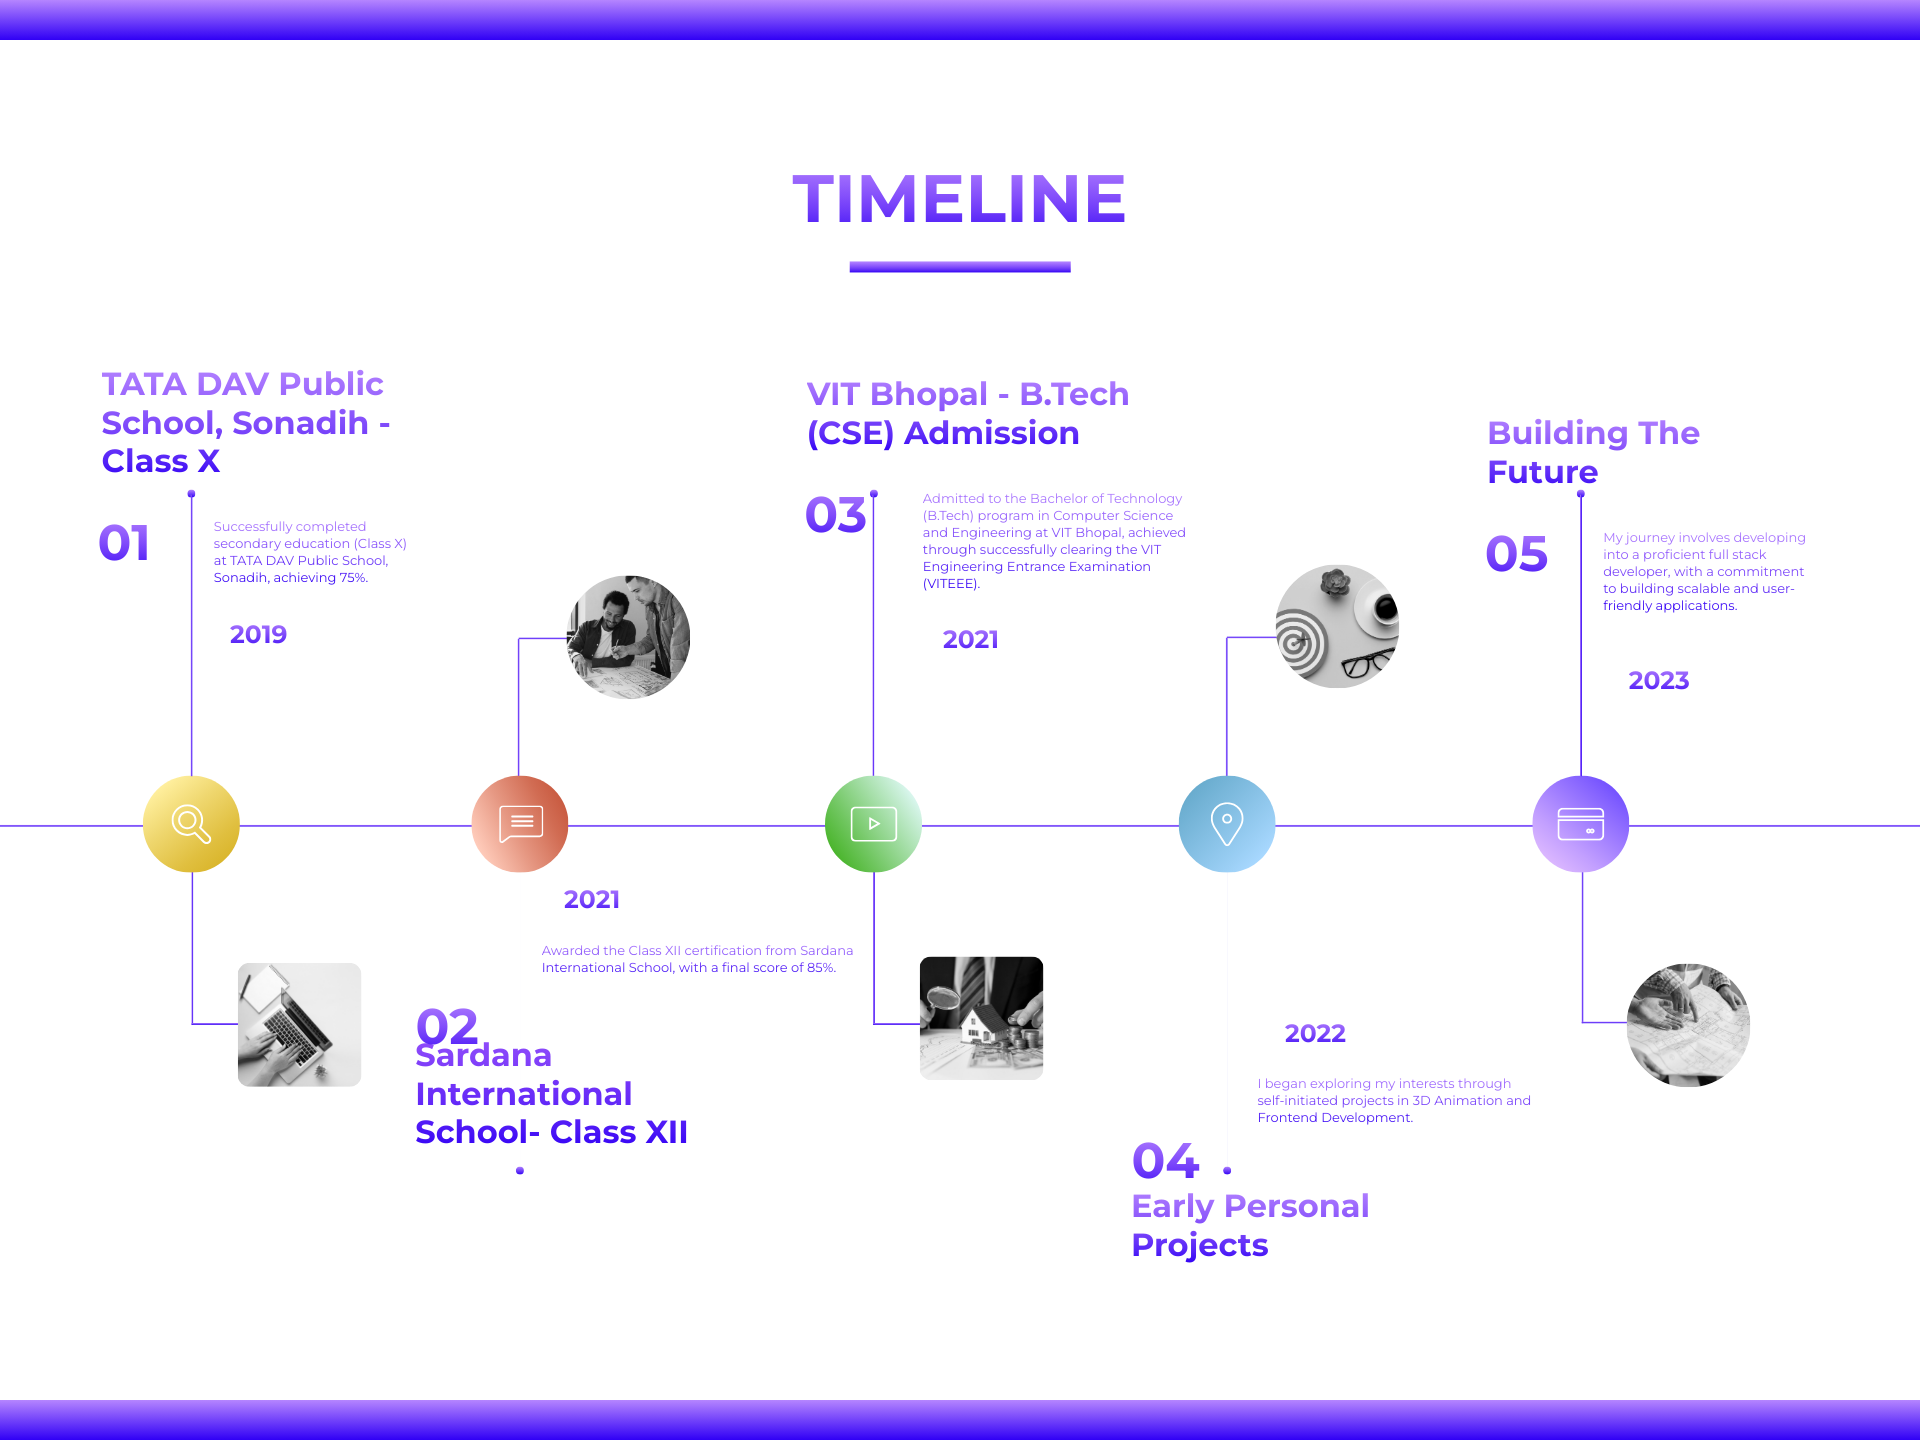 TIMELINE
TATA DAV Public
School, Sonadih -
Class X
01
Successfully completed
secondary education (Class X)
at TATA DAV Public School,
Sonadih, achieving 75%.
2019
2021
Awarded the Class XII certification from Sardana
International School, with a final score of 85%.
02
Sardana
International
School- Class XII
VIT Bhopal - B.Tech
(CSE) Admission
03
Admitted to the Bachelor of Technology
(B.Tech) program in Computer Science
and Engineering at VIT Bhopal, achieved
through successfully clearing the VIT
Engineering Entrance Examination
(VITEEE).
2021
2022
I began exploring my interests through
self-initiated projects in 3D Animation and
Frontend Development.
04
Early Personal
Projects
Building The
Future
05
My journey involves developing
into a proficient full stack
developer, with a commitment
to building scalable and user-
friendly applications.
2023